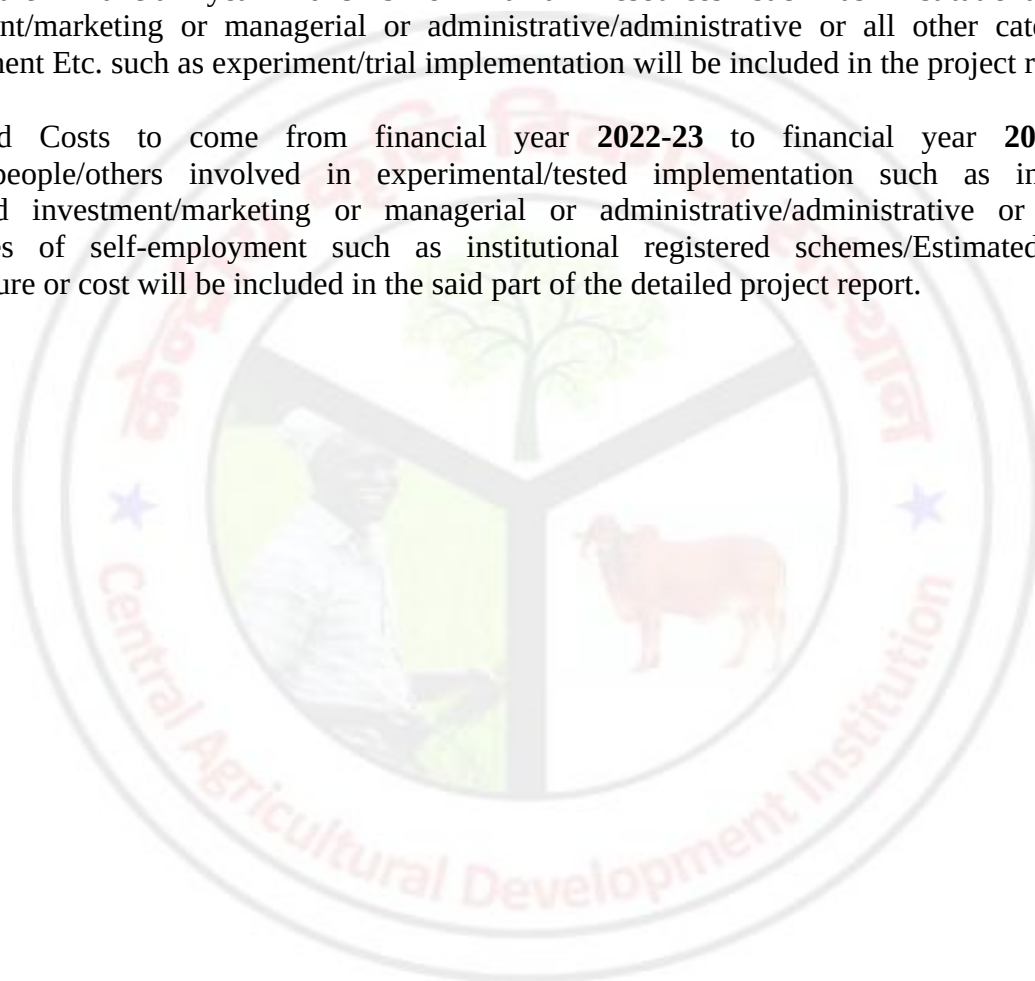 nt/marketing or managerial or administrative/administrative or all other cat
nent Etc. such as experiment/trial implementation will be included in the project r
d Costs to come from financial year 2022-23 to financial year 20
people/others involved in experimental/tested implementation such as in
d investment/marketing or managerial or administrative/administrative or
es of self-employment such as institutional registered schemes/Estimated
ure or cost will be included in the said part of the detailed project report.
Central Agricultural Development Institution